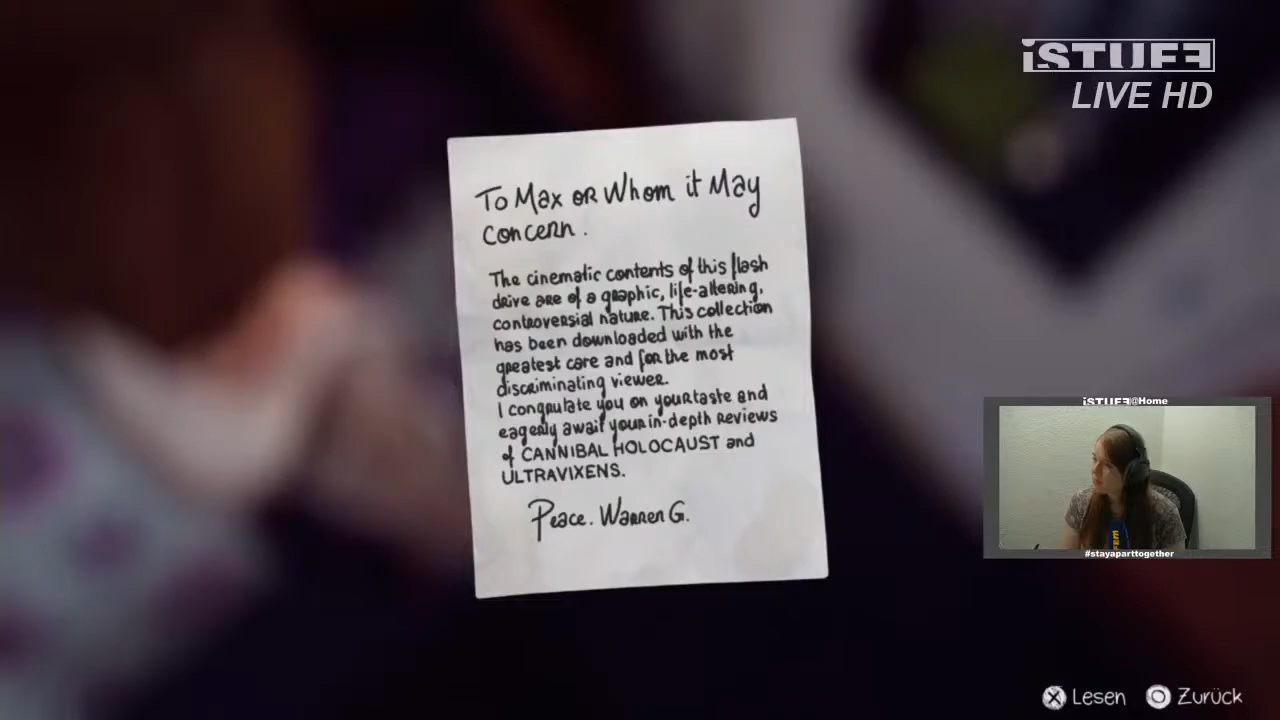 iSTUFF
LIVE HD
To Max or Whom it May
Concern.
The cinematic contents of this flash
drive are of a graphic, life-altering,
controversial nature. This collection
has been downloaded with the
greatest care and for the most
discriminating viewer.
I congrulate you on your taste and
eagerly await your in-depth reviews
of CANNIBAL HOLOCAUST and
ULTRAVIXENS.
Peace. Warren G.
iSTUFF@Home
#stayaparttogether
Lesen
Zurück